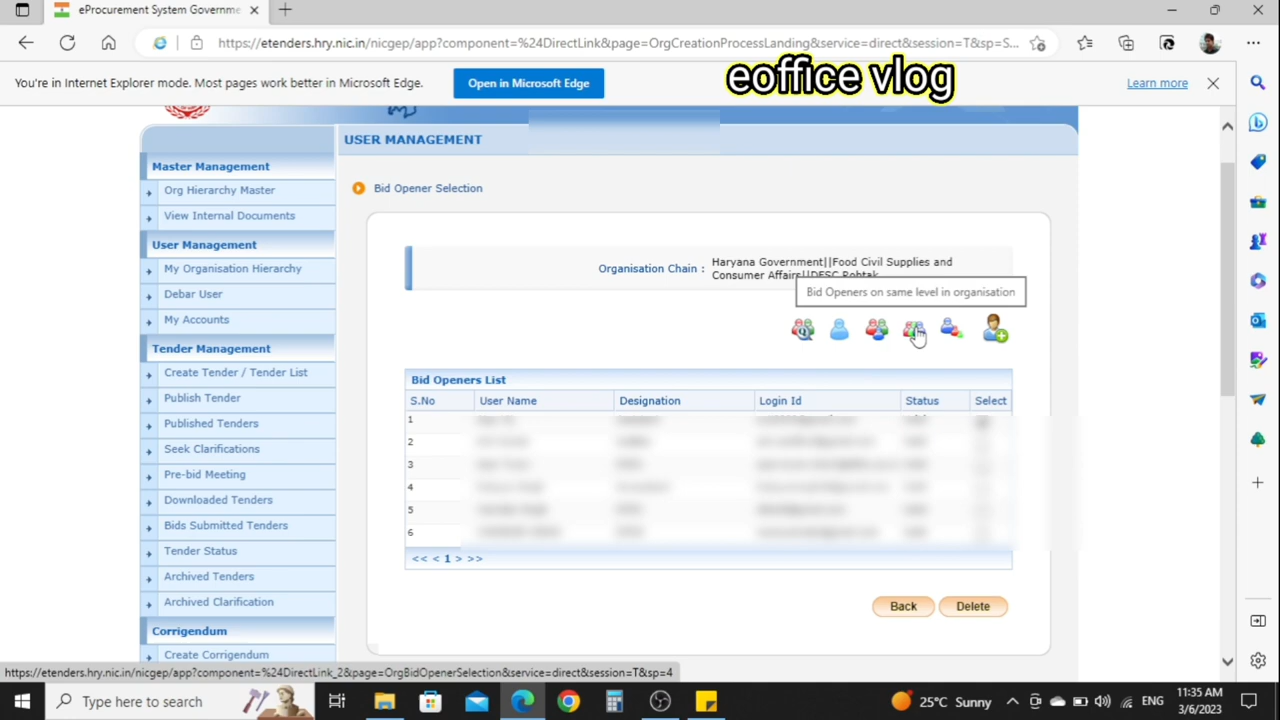 eProcurement System Governme
https://etenders.hry.nic.in/nicgep/app?component=%24DirectLink&page=OrgCreationProcessLanding&service=direct&session=T&sp=S...
You're in Internet Explorer mode. Most pages work better in Microsoft Edge.
Open in Microsoft Edge
eoffice vlog
Learn more
USER MANAGEMENT
Master Management
Org Hierarchy Master
View Internal Documents
User Management
My Organisation Hierarchy
Debar User
My Accounts
Tender Management
Create Tender / Tender List
Publish Tender
Published Tenders
Seek Clarifications
Pre-bid Meeting
Downloaded Tenders
Bids Submitted Tenders
Tender Status
Archived Tenders
Archived Clarification
Corrigendum
Create Corrigendum
Bid Opener Selection
Organisation Chain : Haryana Government||Food Civil Supplies and
Consumer Affairs||DFSC Rohtak
Bid Openers on same level in organisation
Bid Openers List
S.No User Name Designation Login Id Status Select
1
2
3
4
5
6
<< < 1 > >>
Back Delete
https://etenders.hry.nic.in/nicgep/app?component=%24DirectLink_2&page=OrgBidOpenerSelection&service=direct&session=T&sp=4
Type here to search
25°C Sunny
ENG
11:35 AM
3/6/2023